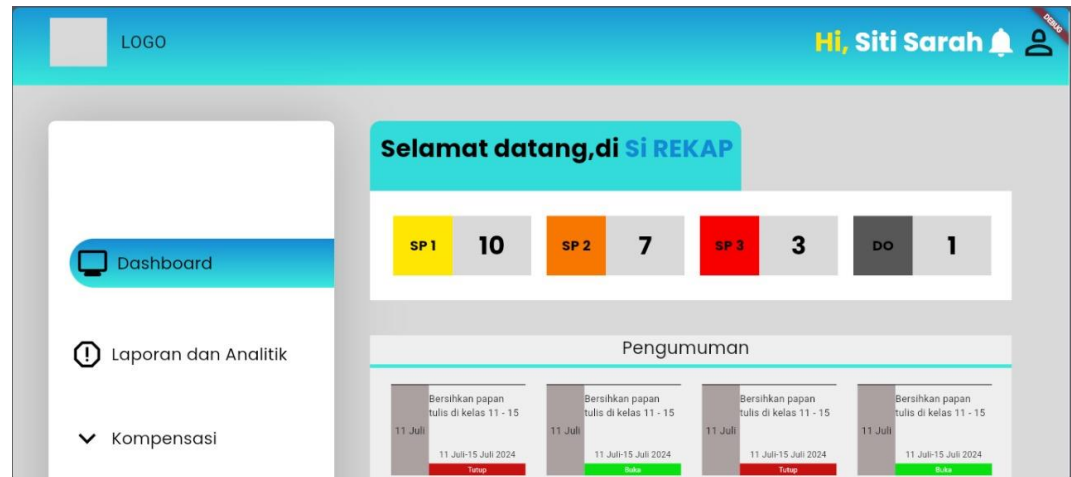 LOGO
Hi, Siti Sarah
DEBUG
Selamat datang,di Si REKAP
SP 1 10 SP 2 7 SP 3 3 DO 1
Dashboard
Laporan dan Analitik
Kompensasi
Pengumuman
Bersihkan papan
tulis di kelas 11 - 15
11 Juli
11 Juli-15 Juli 2024
Tutup
Bersihkan papan
tulis di kelas 11 - 15
11 Juli
11 Juli-15 Juli 2024
Buka
Bersihkan papan
tulis di kelas 11 - 15
11 Juli
11 Juli-15 Juli 2024
Tutup
Bersihkan papan
tulis di kelas 11 - 15
11 Juli
11 Juli-15 Juli 2024
Buka